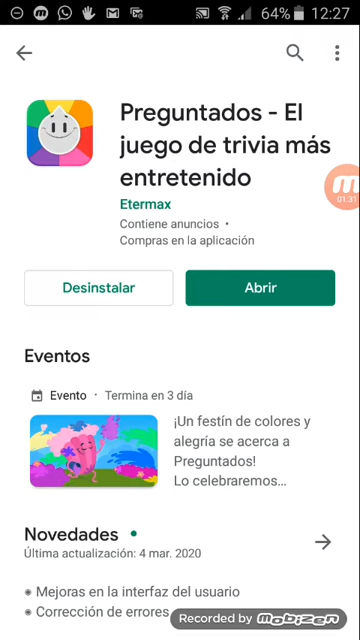 64% 12:27
Preguntados - El
juego de trivia más
entretenido
Etermax
Contiene anuncios •
Compras en la aplicación
01:31
Desinstalar
Abrir
Eventos
Evento • Termina en 3 día
¡Un festín de colores y
alegría se acerca a
Preguntados!
Lo celebraremos…
Novedades •
Última actualización: 4 mar. 2020
Mejoras en la interfaz del usuario
Corrección de errores
Recorded by Mobizen